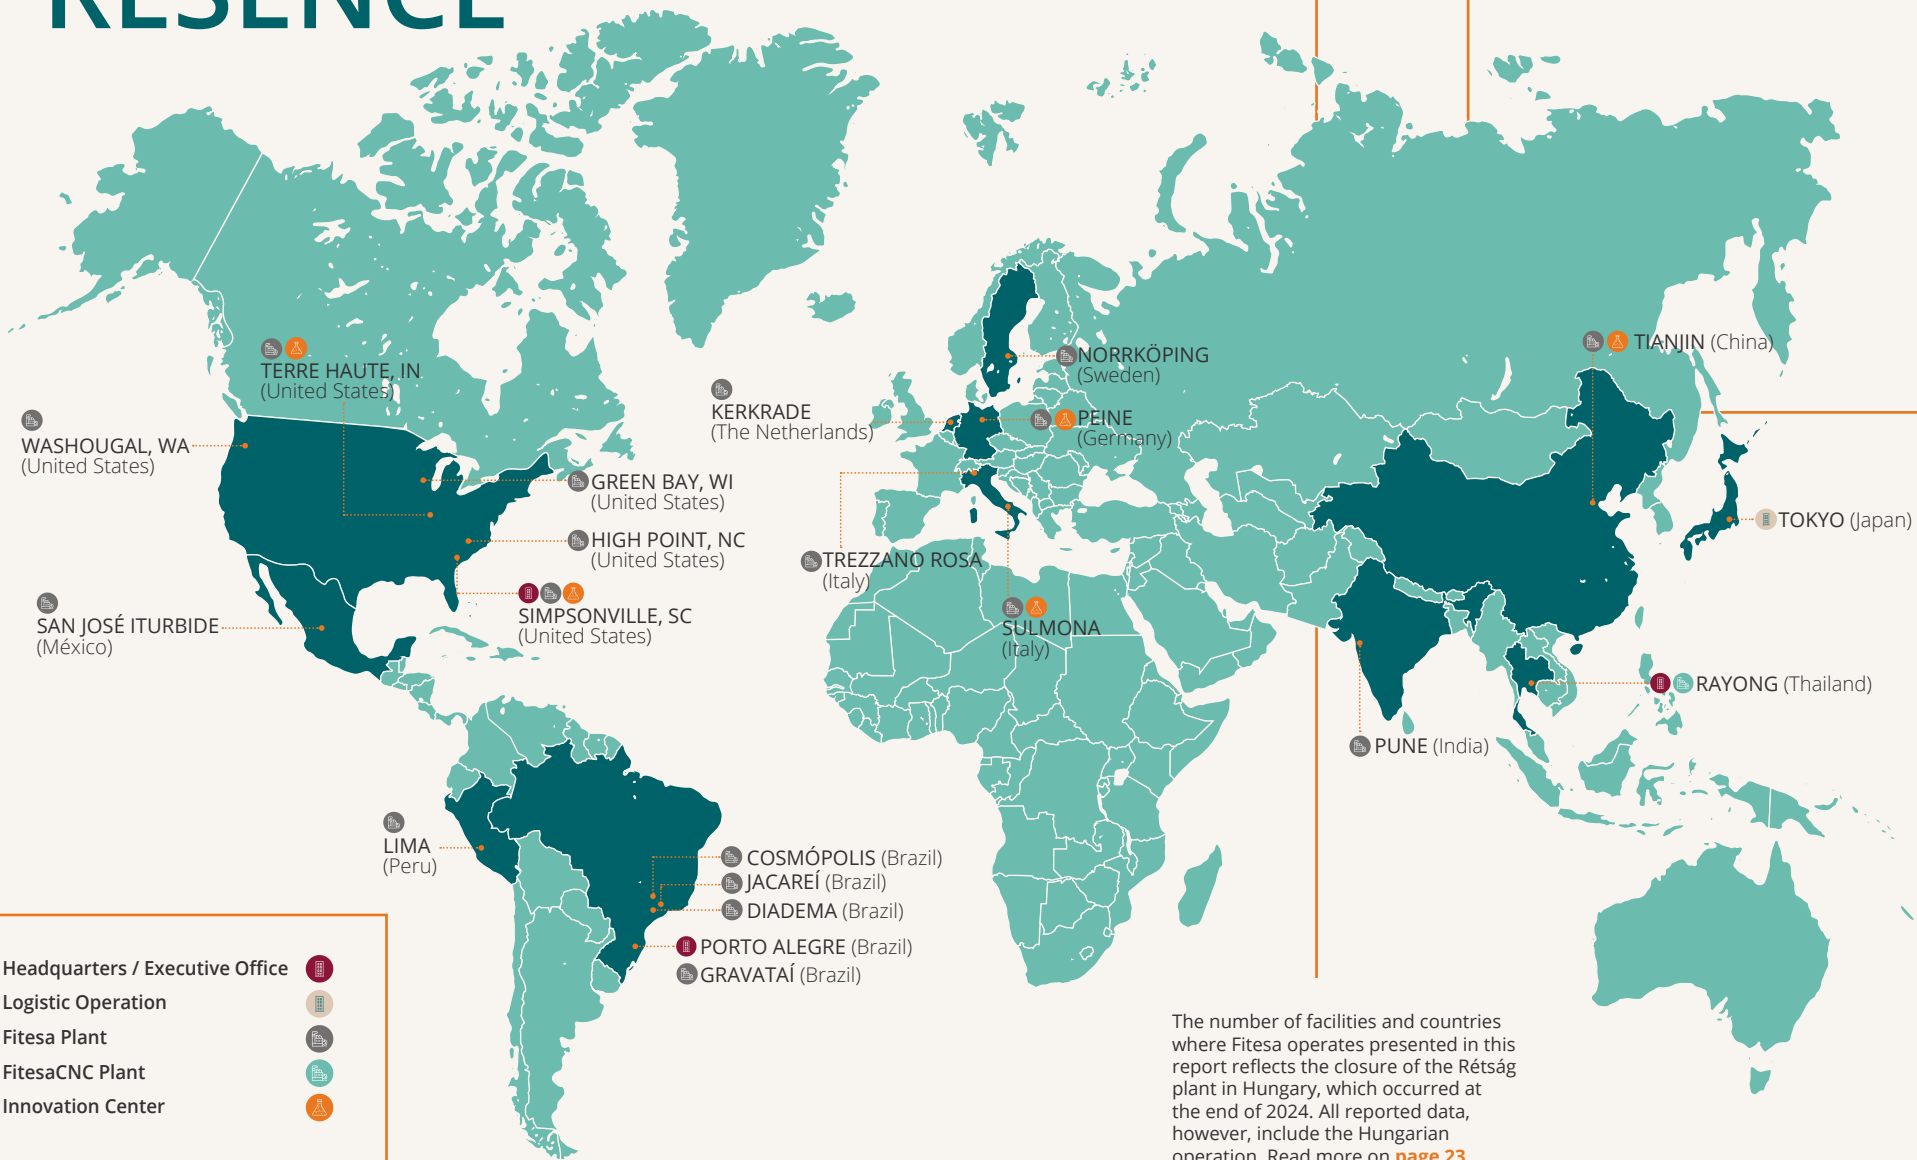 RESENCE
TERRE HAUTE, IN
(United States)
WASHOUGAL, WA
(United States)
GREEN BAY, WI
(United States)
HIGH POINT, NC
(United States)
SIMPSONVILLE, SC
(United States)
SAN JOSÉ ITURBIDE
(México)
KERKRADE
(The Netherlands)
NORRKÖPING
(Sweden)
PEINE
(Germany)
TREZZANO ROSA
(Italy)
SULMONA
(Italy)
TIANJIN (China)
TOKYO (Japan)
RAYONG (Thailand)
PUNE (India)
LIMA
(Peru)
COSMÓPOLIS (Brazil)
JACAREÍ (Brazil)
DIADEMA (Brazil)
PORTO ALEGRE (Brazil)
GRAVATAÍ (Brazil)
Headquarters / Executive Office
Logistic Operation
Fitesa Plant
FitesaCNC Plant
Innovation Center
The number of facilities and countries
where Fitesa operates presented in this
report reflects the closure of the Rétság
plant in Hungary, which occurred at
the end of 2024. All reported data,
however, include the Hungarian
operation. Read more on page 23